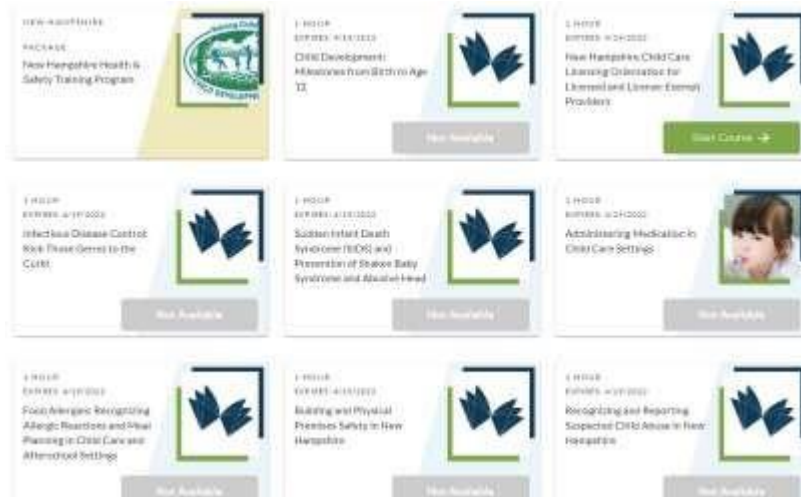 NEW HAMPSHIRE
PACKAGE
New Hampshire Health &
Safety Training Program
1 HOUR
Child Development:
Milestones from Birth to Age
12
Not Available
1 HOUR
New Hampshire Child Care
Licensing Orientation for
Licensed and License Exempt
Providers
Start Course →
1 HOUR
Infectious Disease Control:
Kick Those Germs to the
Curb!
Not Available
1 HOUR
Sudden Infant Death
Syndrome (SIDS) and
Prevention of Shaken Baby
Syndrome and Abusive Head
Not Available
1 HOUR
Administering Medication in
Child Care Settings
Not Available
1 HOUR
Food Allergies: Recognizing
Allergic Reactions and Meal
Planning in Child Care and
Afterschool Settings
Not Available
1 HOUR
Building and Physical
Premises Safety in New
Hampshire
Not Available
1 HOUR
Recognizing and Reporting
Suspected Child Abuse in New
Hampshire
Not Available